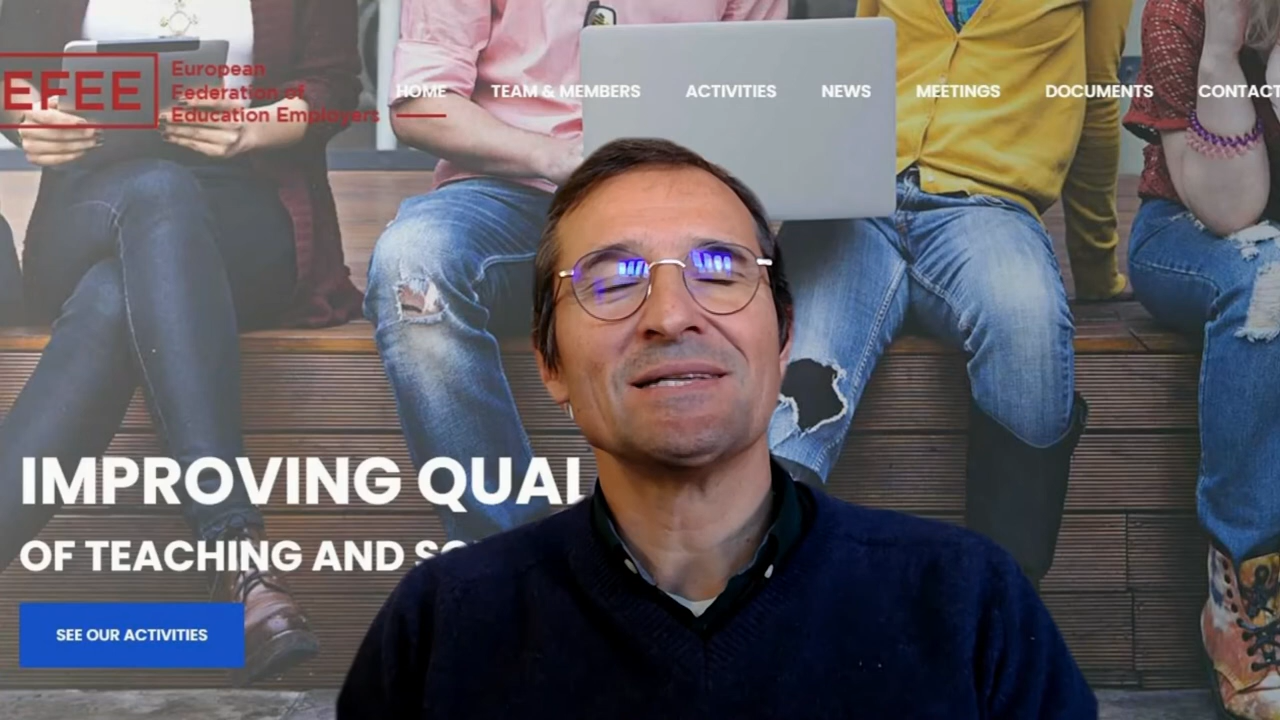 EFEE
European
Federation of
Education Employers
HOME TEAM & MEMBERS ACTIVITIES NEWS MEETINGS DOCUMENTS CONTACT
IMPROVING QUAL
OF TEACHING AND
SEE OUR ACTIVITIES